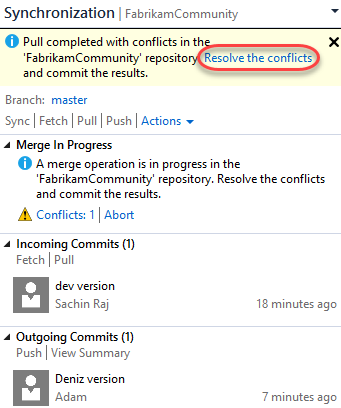 Synchronization | FabrikamCommunity
Pull completed with conflicts in the
'FabrikamCommunity' repository. Resolve the conflicts
and commit the results.
Branch: master
Sync | Fetch | Pull | Push | Actions
Merge In Progress
A merge operation is in progress in the
'FabrikamCommunity' repository. Resolve the conflicts
and commit the results.
Conflicts: 1 | Abort
Incoming Commits (1)
Fetch | Pull
dev version
Sachin Raj 18 minutes ago
Outgoing Commits (1)
Push | View Summary
Deniz version
Adam 7 minutes ago